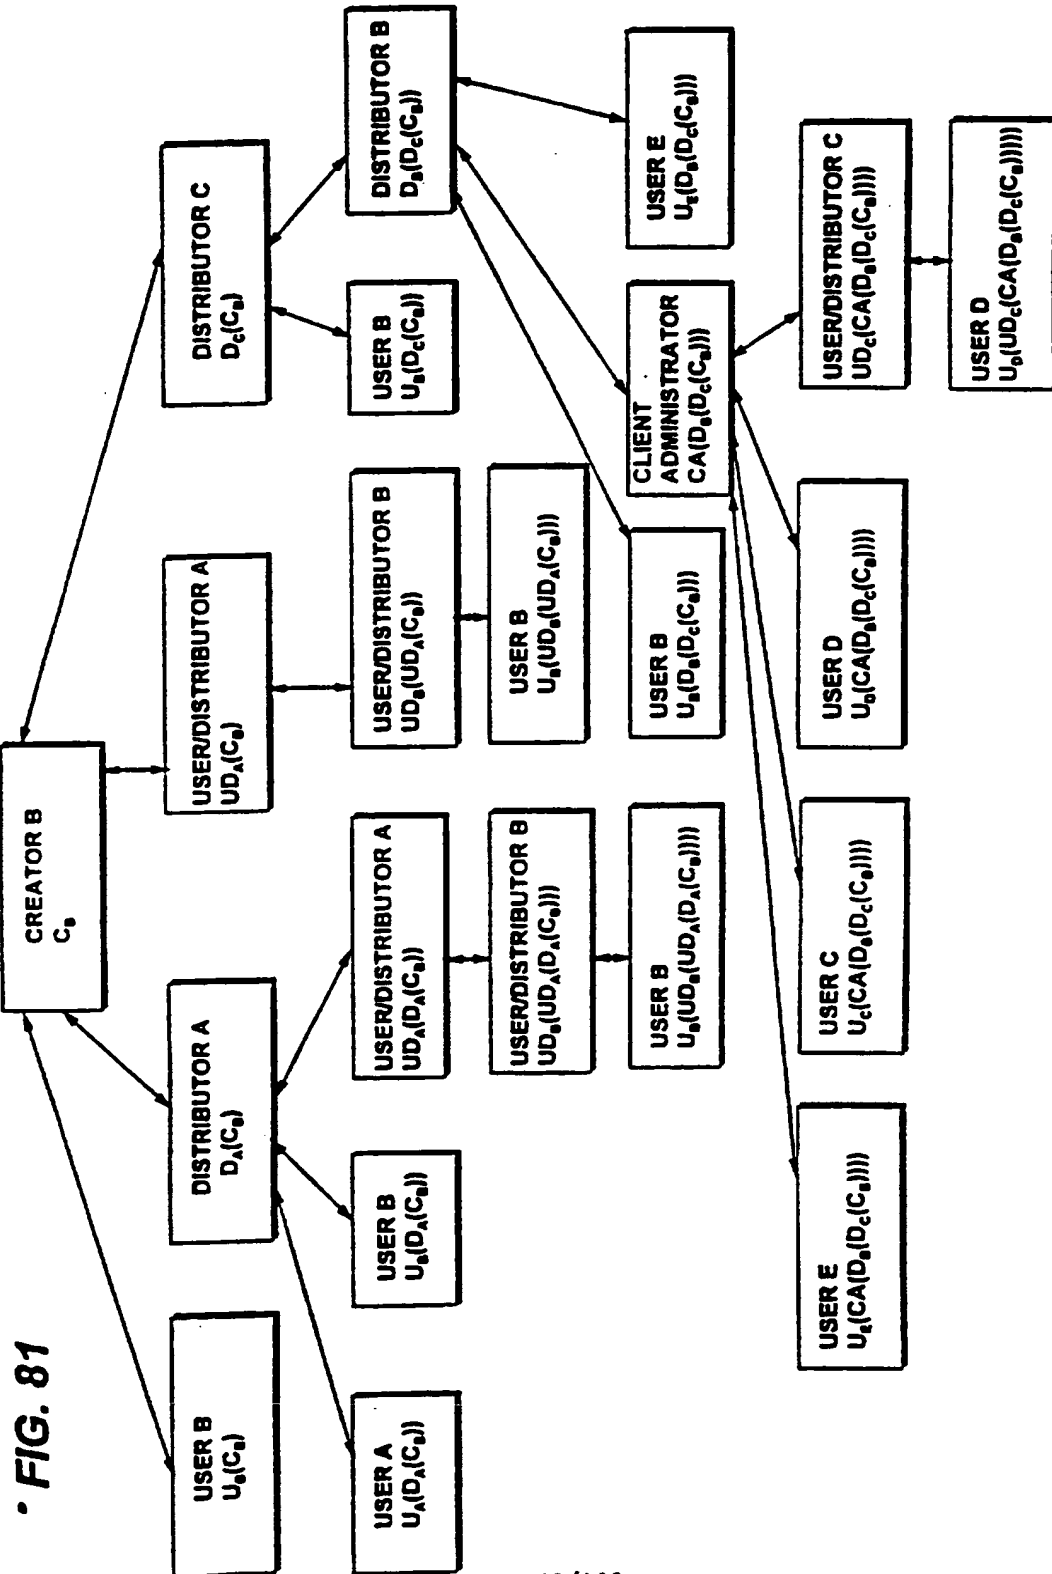 FIG. 81
CREATOR B
C_B
USER B
U_B(C_B)
DISTRIBUTOR A
D_A(C_B)
USER/DISTRIBUTOR A
UD_A(C_B)
DISTRIBUTOR C
D_C(C_B)
USER A
U_A(D_A(C_B))
USER B
U_B(D_A(C_B))
USER/DISTRIBUTOR A
UD_A(D_A(C_B))
USER/DISTRIBUTOR B
UD_B(UD_A(C_B))
USER B
U_B(D_C(C_B))
DISTRIBUTOR B
D_B(D_C(C_B))
USER/DISTRIBUTOR B
UD_B(UD_A(D_A(C_B)))
USER B
U_B(UD_B(UD_A(C_B)))
USER B
U_B(UD_B(UD_A(D_A(C_B))))
USER B
U_B(D_B(D_C(C_B)))
CLIENT
ADMINISTRATOR
CA(D_B(D_C(C_B)))
USER E
U_E(D_B(D_C(C_B)))
USER E
U_E(CA(D_B(D_C(C_B))))
USER C
U_C(CA(D_B(D_C(C_B))))
USER D
U_D(CA(D_B(D_C(C_B))))
USER/DISTRIBUTOR C
UD_C(CA(D_B(D_C(C_B))))
USER D
U_D(UD_C(CA(D_B(D_C(C_B)))))